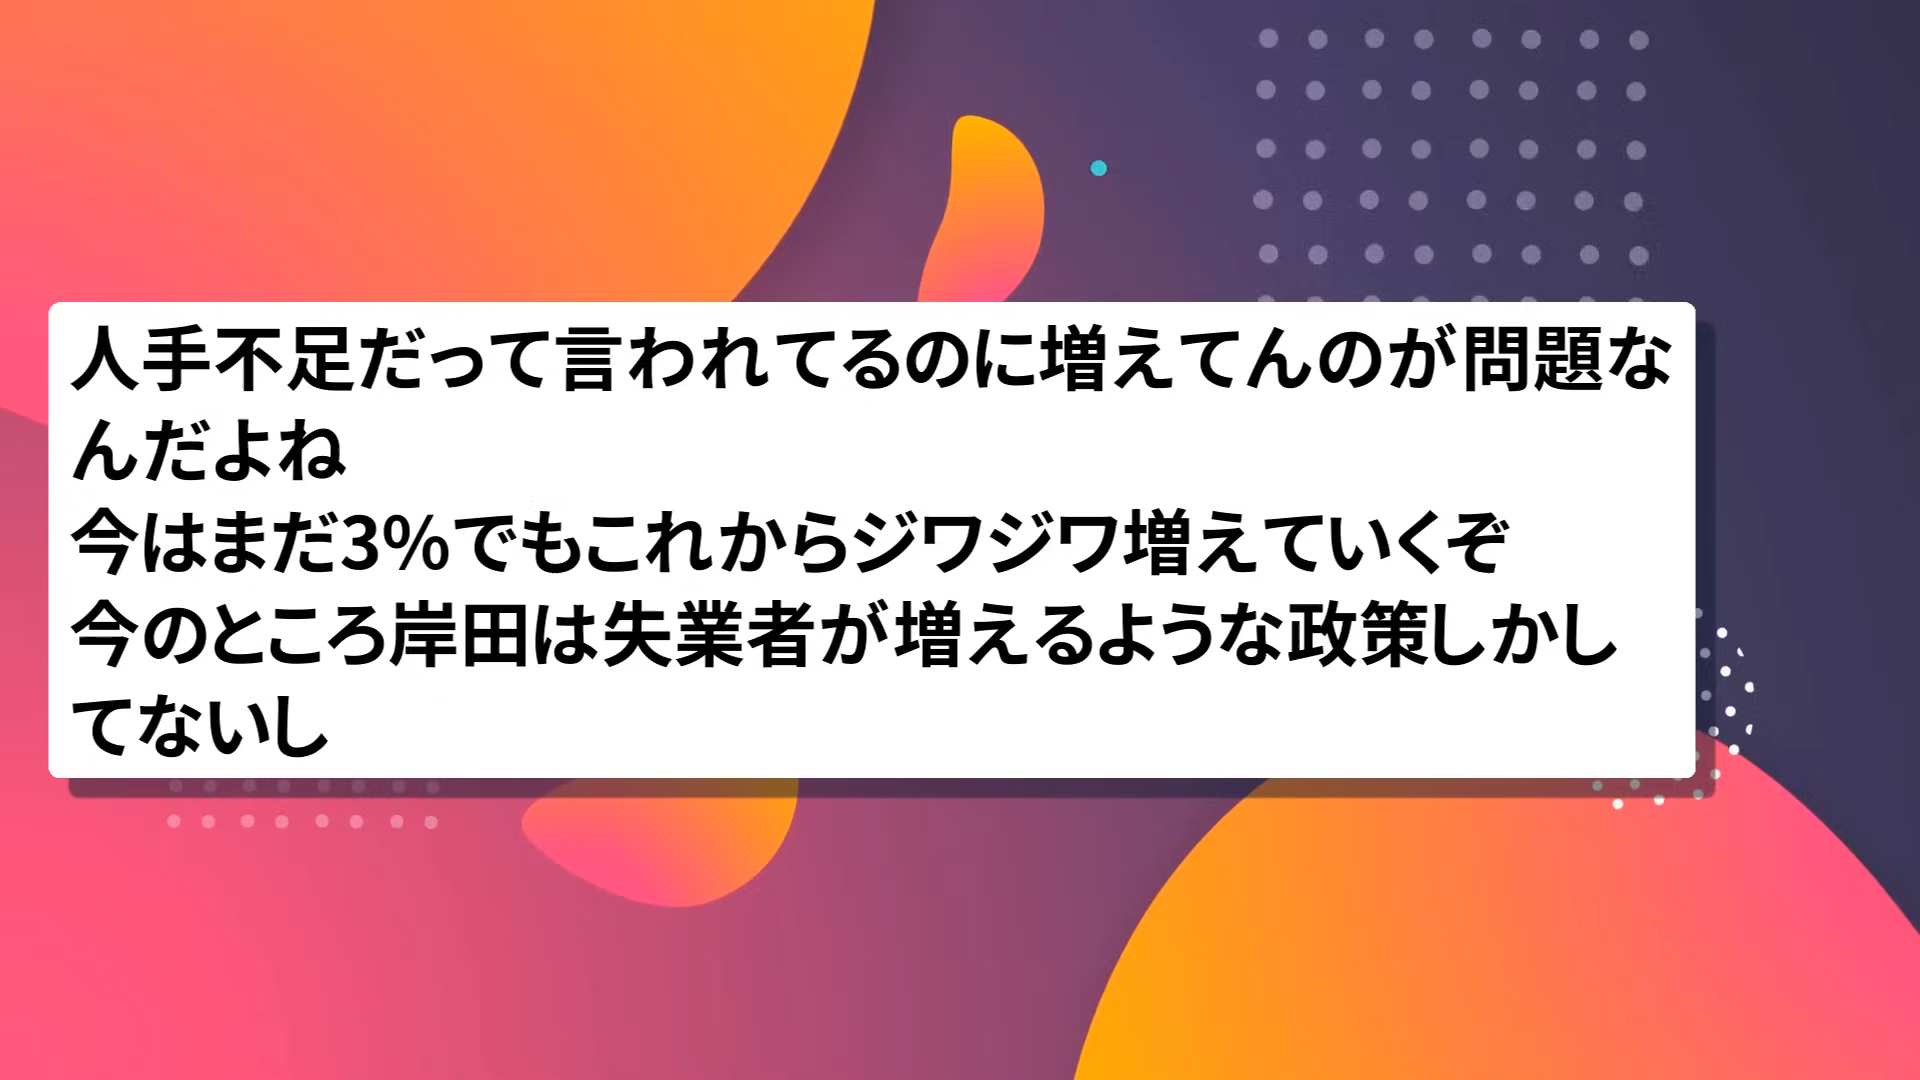 人手不足だって言われてるのに増えてんのが問題な
んだよね
今はまだ3%でもこれからジワジワ増えていくぞ
今のところ岸田は失業者が増えるような政策しかし
てないし